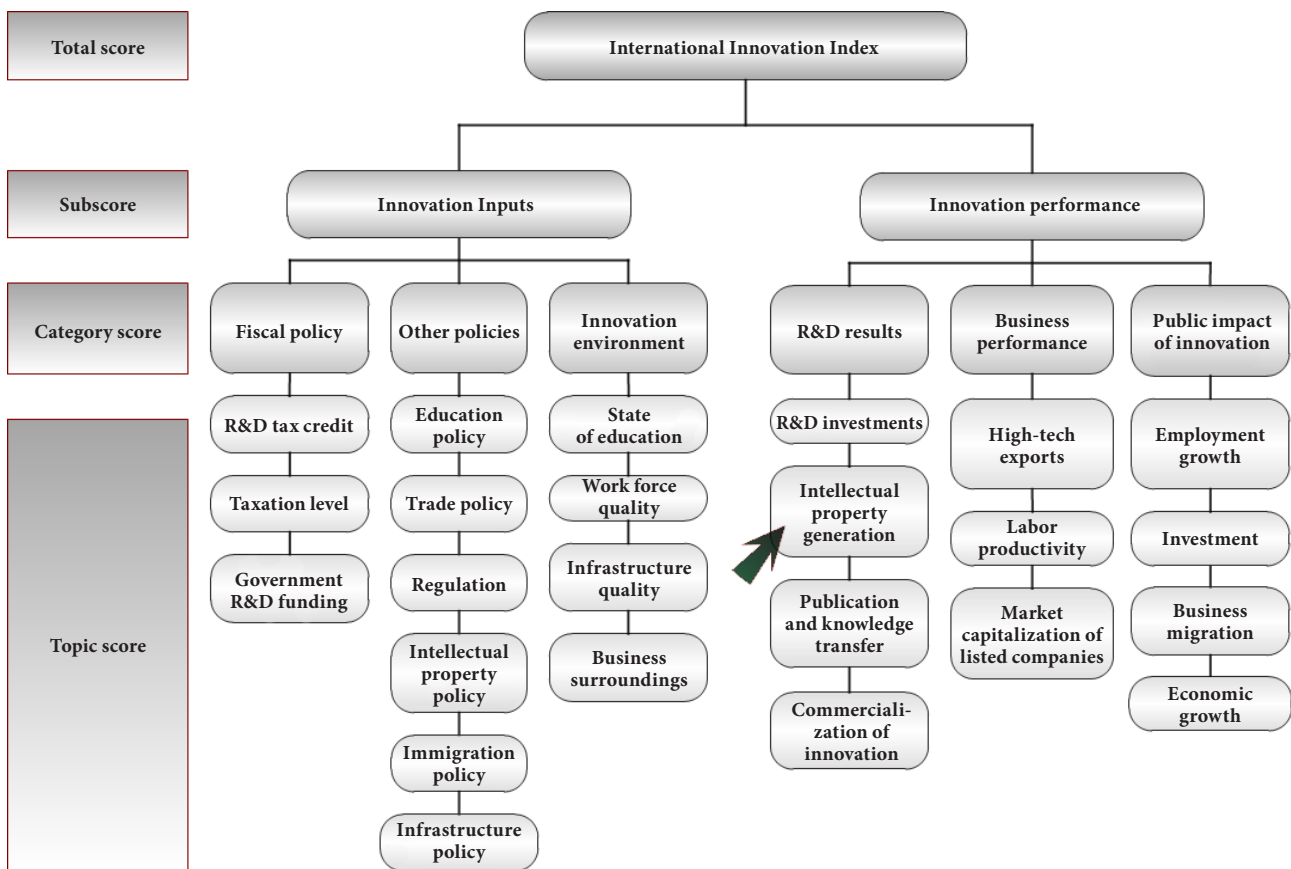 Total score
International Innovation Index
Subscore
Innovation Inputs
Innovation performance
Category score
Fiscal policy
Other policies
Innovation
environment
R&D results
Business
performance
Public impact
of innovation
Topic score
R&D tax credit
Taxation level
Government
R&D funding
Education
policy
Trade policy
Regulation
Intellectual
property
policy
Immigration
policy
Infrastructure
policy
State
of education
Work force
quality
Infrastructure
quality
Business
surroundings
R&D investments
Intellectual
property
generation
Publication
and knowledge
transfer
Commerciali-
zation of
innovation
High-tech
exports
Labor
productivity
Market
capitalization of
listed companies
Employment
growth
Investment
Business
migration
Economic
growth